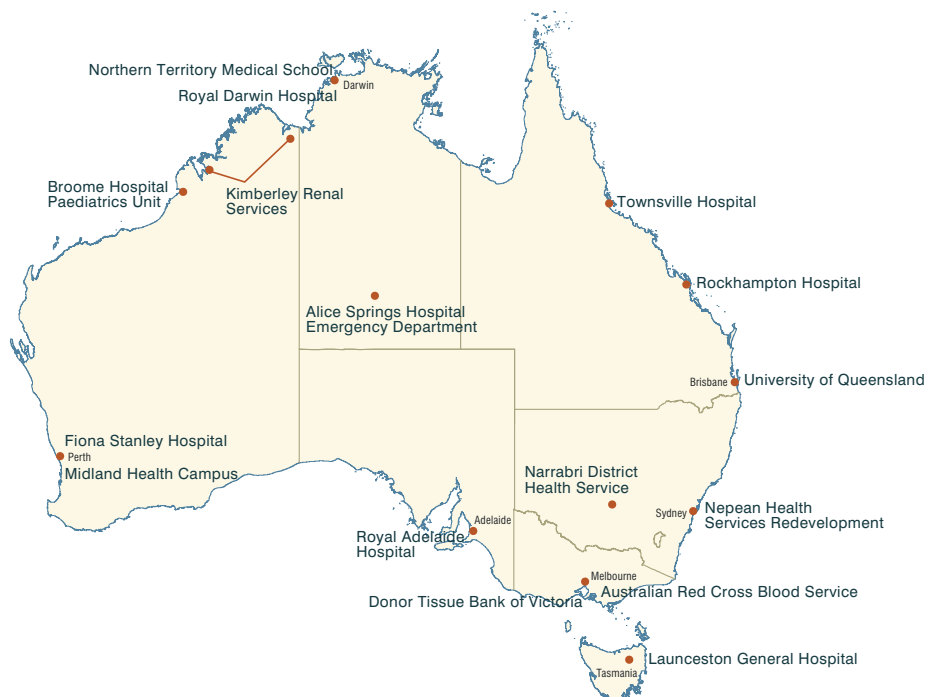 Northern Territory Medical School
Darwin
Royal Darwin Hospital
Broome Hospital
Paediatrics Unit
Kimberley Renal
Services
Townsville Hospital
Rockhampton Hospital
Alice Springs Hospital
Emergency Department
Brisbane
University of Queensland
Fiona Stanley Hospital
Perth
Midland Health Campus
Narrabri District
Health Service
Sydney
Nepean Health
Services Redevelopment
Adelaide
Royal Adelaide
Hospital
Melbourne
Australian Red Cross Blood Service
Donor Tissue Bank of Victoria
Launceston General Hospital
Tasmania